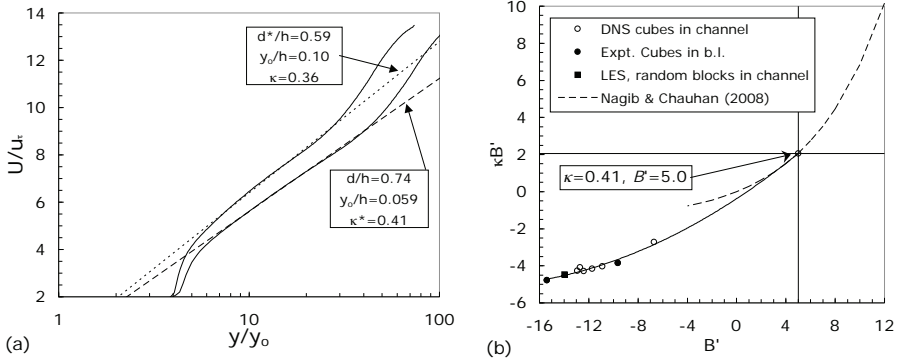 14
12
10
8
6
4
2
U/uτ
d*/h=0.59
yo/h=0.10
κ=0.36
d/h=0.74
yo/h=0.059
κ*=0.41
1
10
100
y/yo
(a)
10
8
6
4
2
0
-2
-4
-6
κB'
DNS cubes in channel
Expt. Cubes in b.l.
LES, random blocks in channel
Nagib & Chauhan (2008)
κ=0.41, B'=5.0
-16
-12
-8
-4
0
4
8
12
B'
(b)